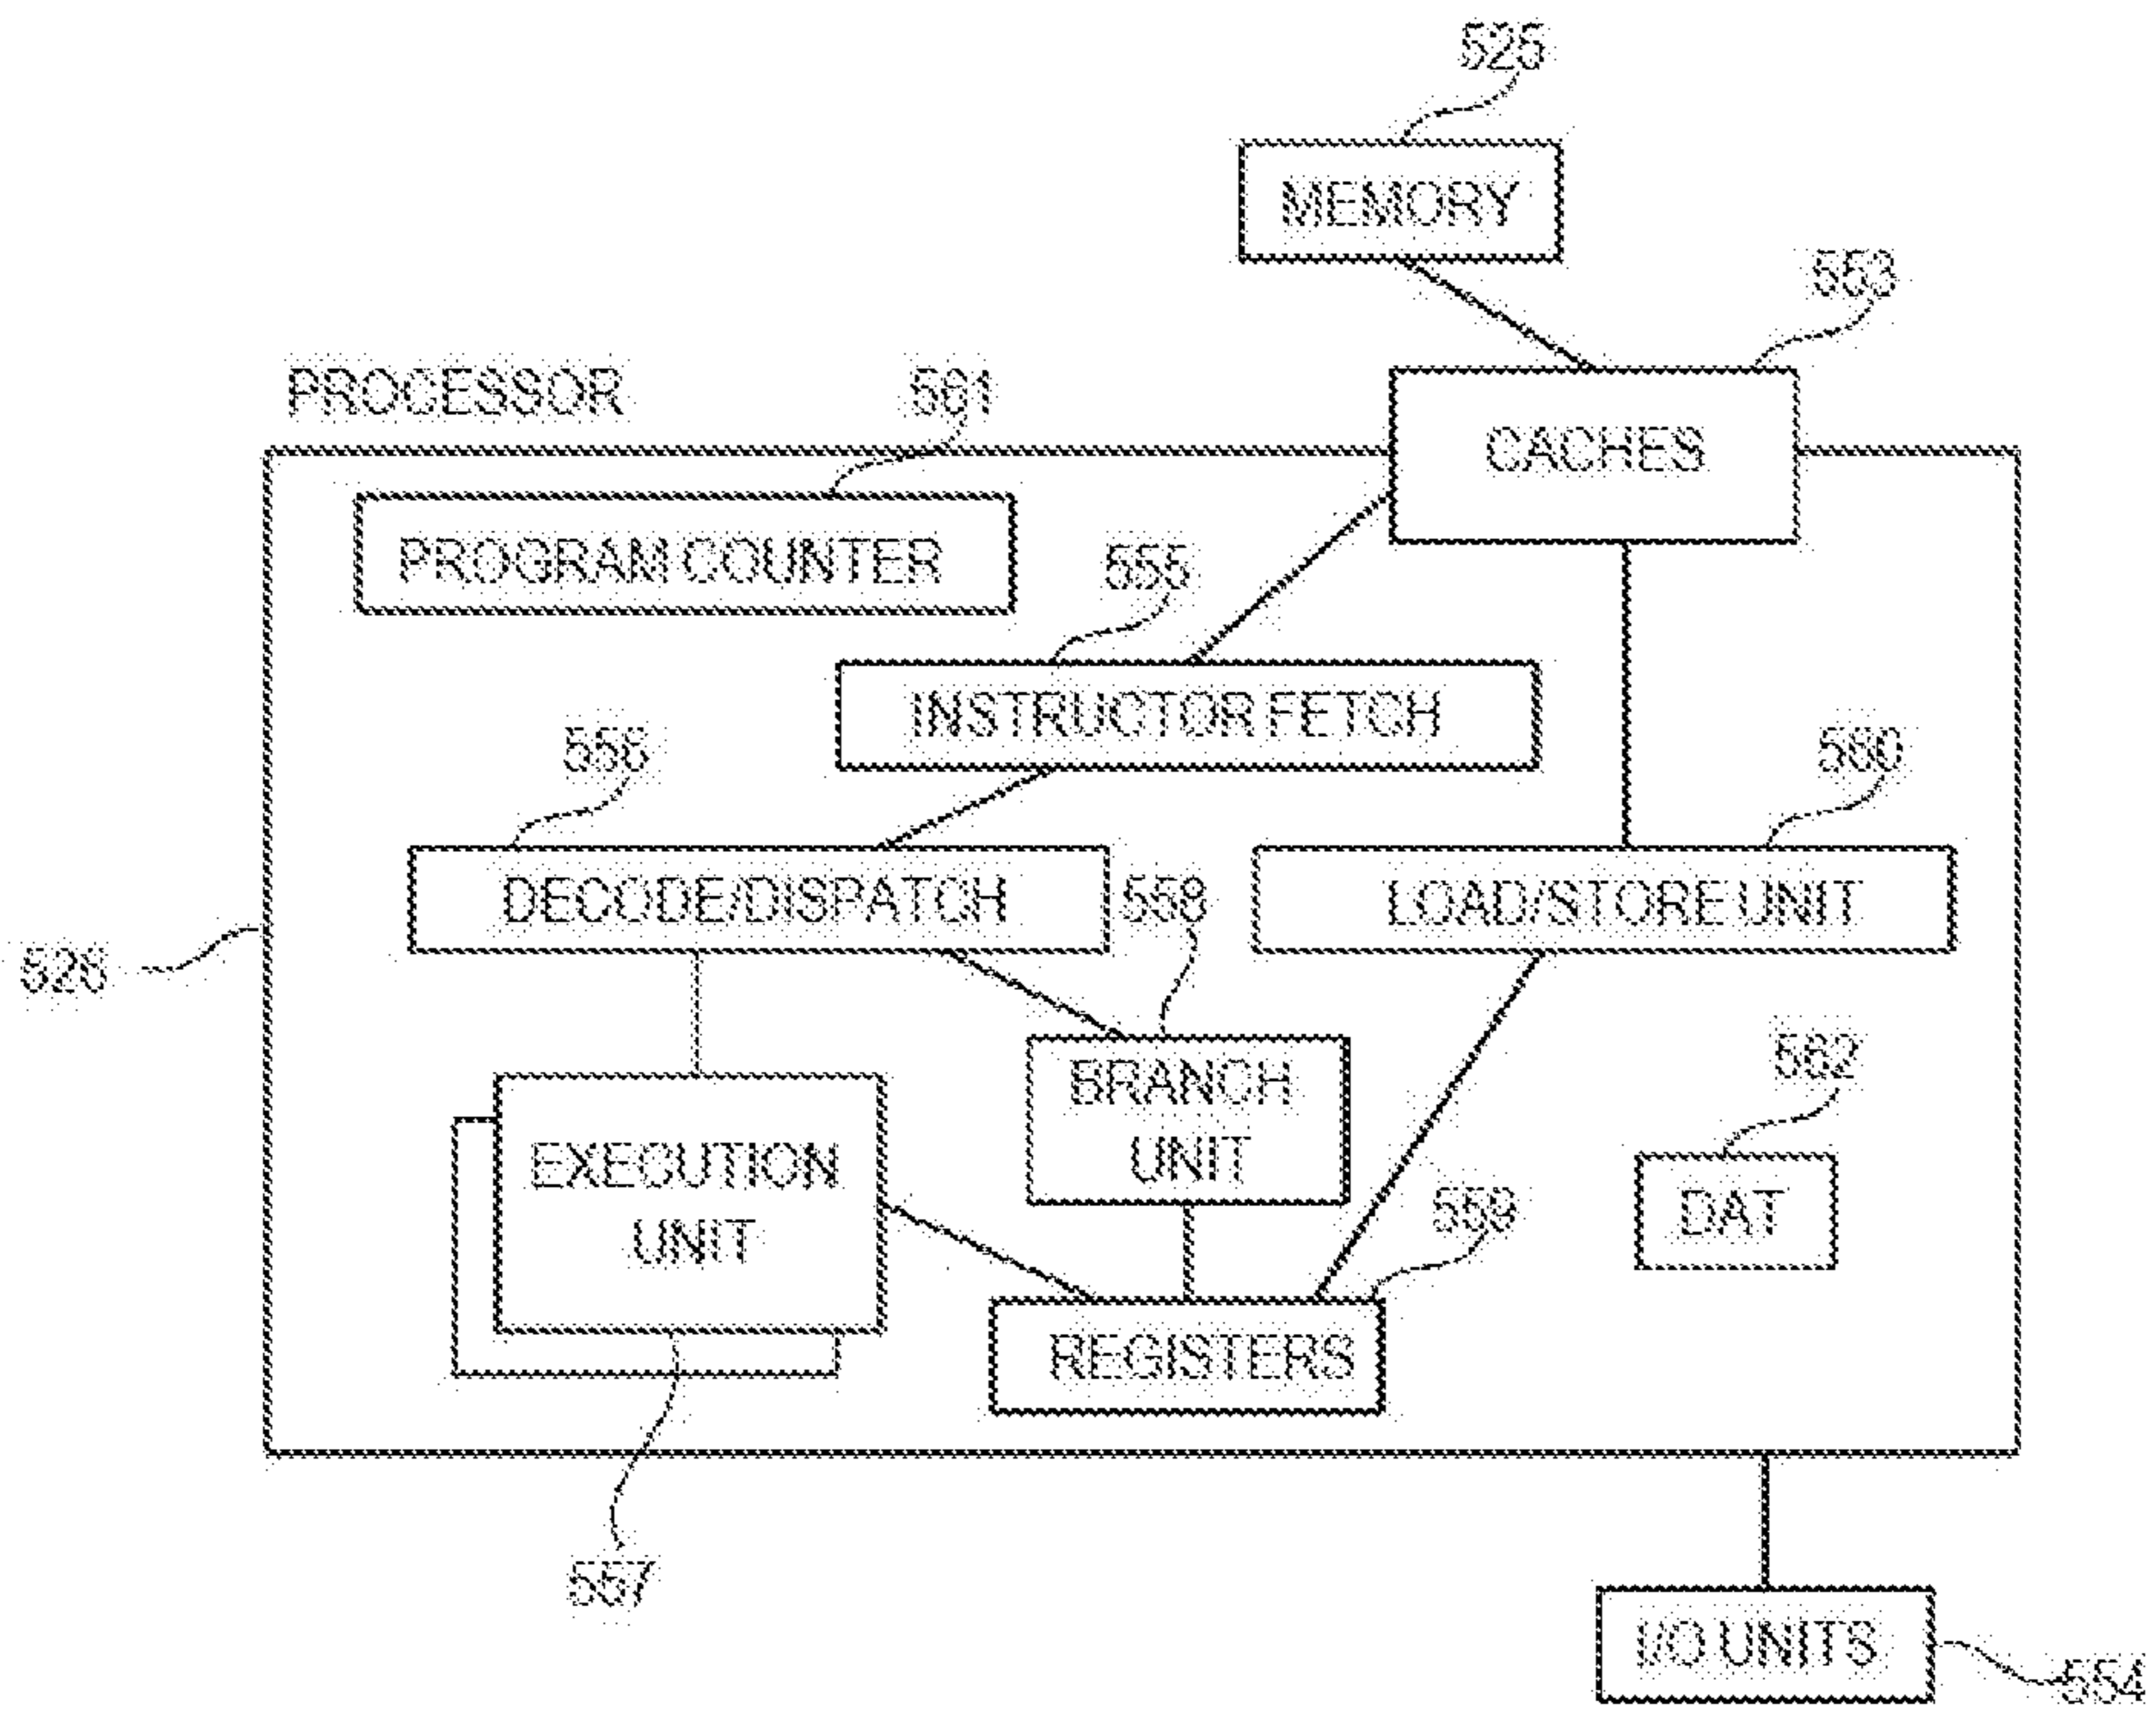 525
MEMORY
553
PROCESSOR
561
CACHES
PROGRAM COUNTER
555
INSTRUCTOR FETCH
556
560
DECODE/DISPATCH
558
LOAD/STORE UNIT
526
562
BRANCH
UNIT
EXECUTION
UNIT
559
DAT
REGISTERS
557
I/O UNITS
554